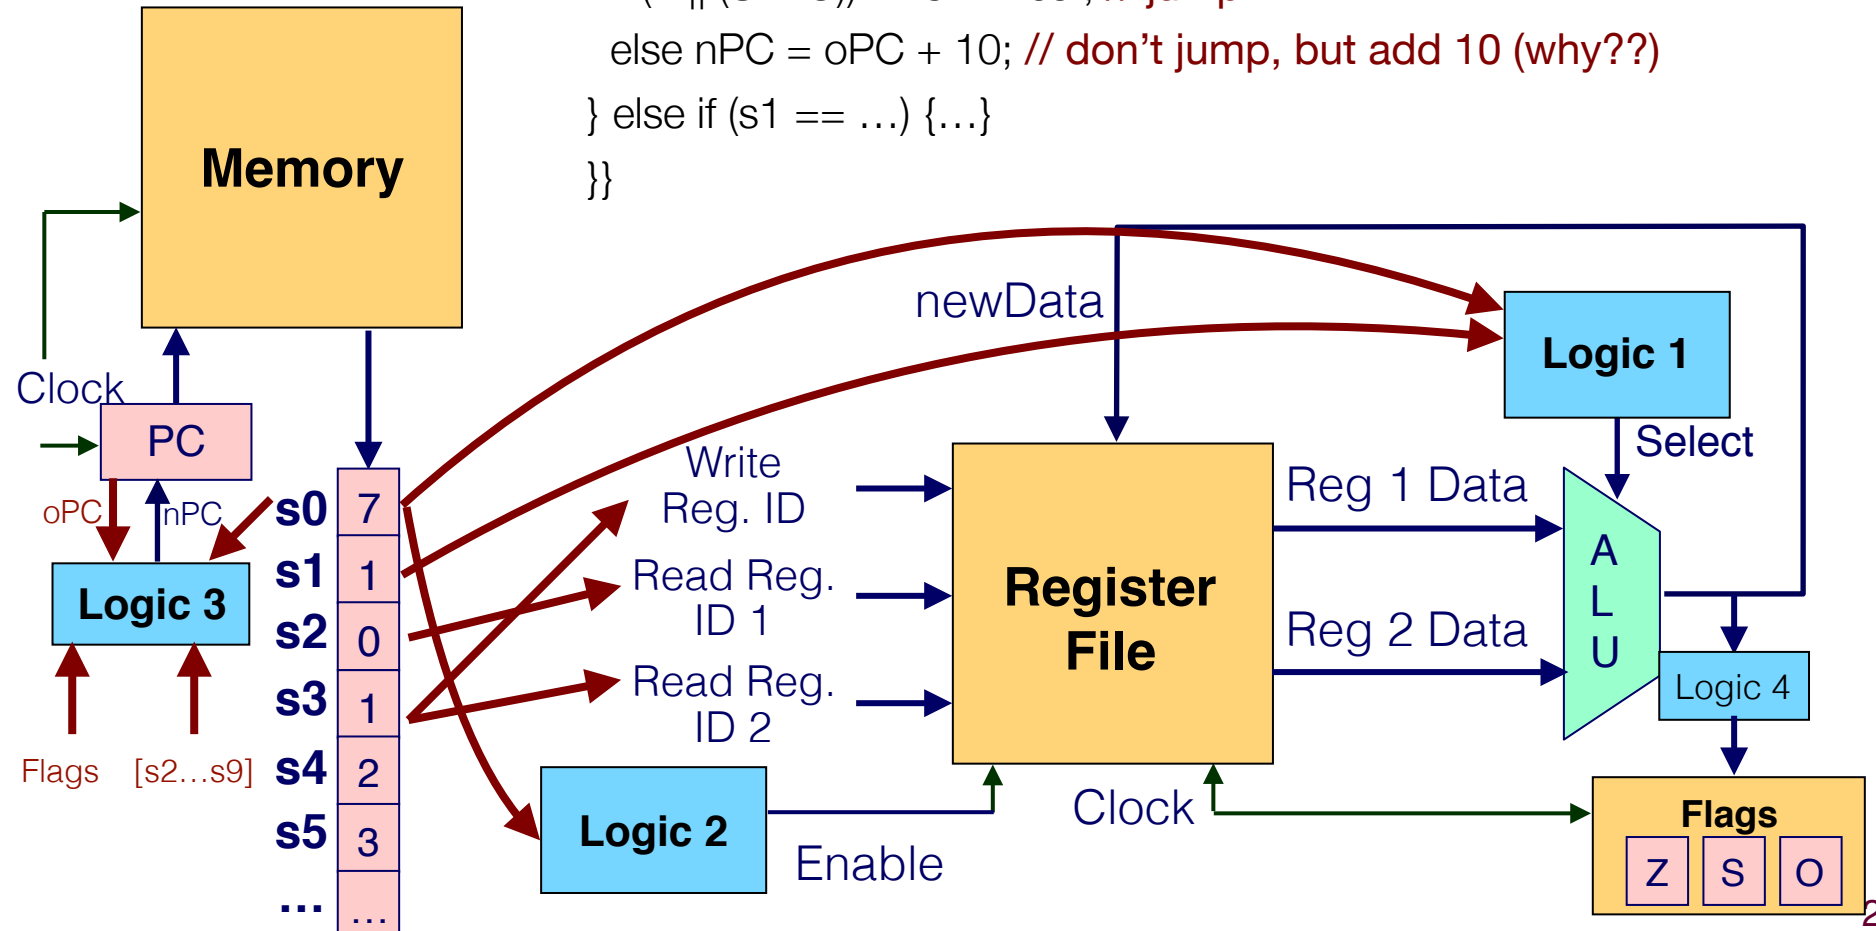 else nPC = oPC + 10; // don't jump, but add 10 (why??)
} else if (s1 == …) {…}
}}
Memory
newData
Logic 1
Clock
PC
Select
Write
Reg. ID
Reg 1 Data
oPC
nPC
s0 7
s1 1
Read Reg.
ID 1
Register
File
A
L
U
Logic 3
s2 0
Reg 2 Data
s3 1
Read Reg.
ID 2
Logic 4
Flags
[s2…s9]
s4 2
s5 3
… …
Logic 2
Enable
Clock
Flags
Z S O